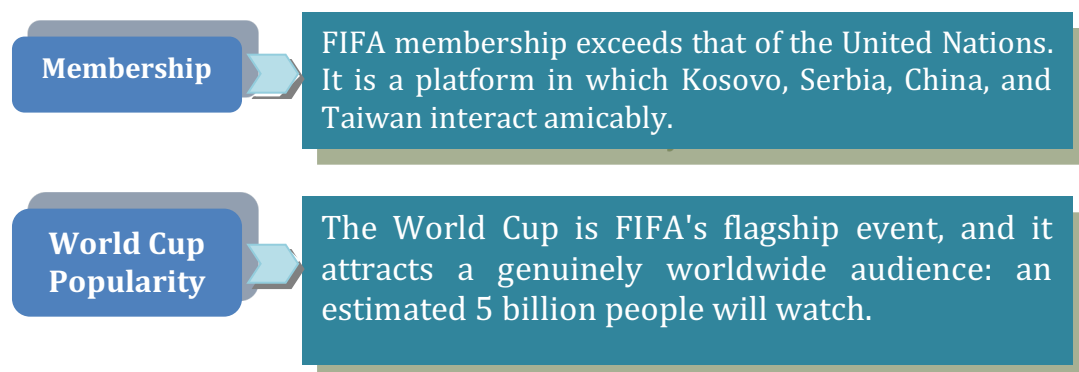 Membership
FIFA membership exceeds that of the United Nations.
It is a platform in which Kosovo, Serbia, China, and
Taiwan interact amicably.
World Cup
Popularity
The World Cup is FIFA's flagship event, and it
attracts a genuinely worldwide audience: an
estimated 5 billion people will watch.